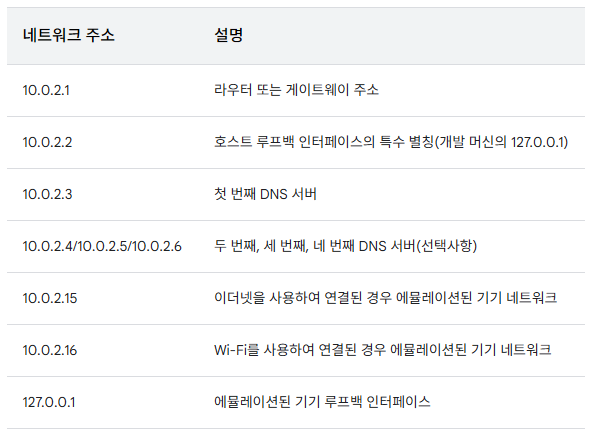 네트워크 주소 설명
10.0.2.1 라우터 또는 게이트웨이 주소
10.0.2.2 호스트 루프백 인터페이스의 특수 별칭(개발 머신의 127.0.0.1)
10.0.2.3 첫 번째 DNS 서버
10.0.2.4/10.0.2.5/10.0.2.6 두 번째, 세 번째, 네 번째 DNS 서버(선택사항)
10.0.2.15 이더넷을 사용하여 연결된 경우 에뮬레이션된 기기 네트워크
10.0.2.16 Wi-Fi를 사용하여 연결된 경우 에뮬레이션된 기기 네트워크
127.0.0.1 에뮬레이션된 기기 루프백 인터페이스